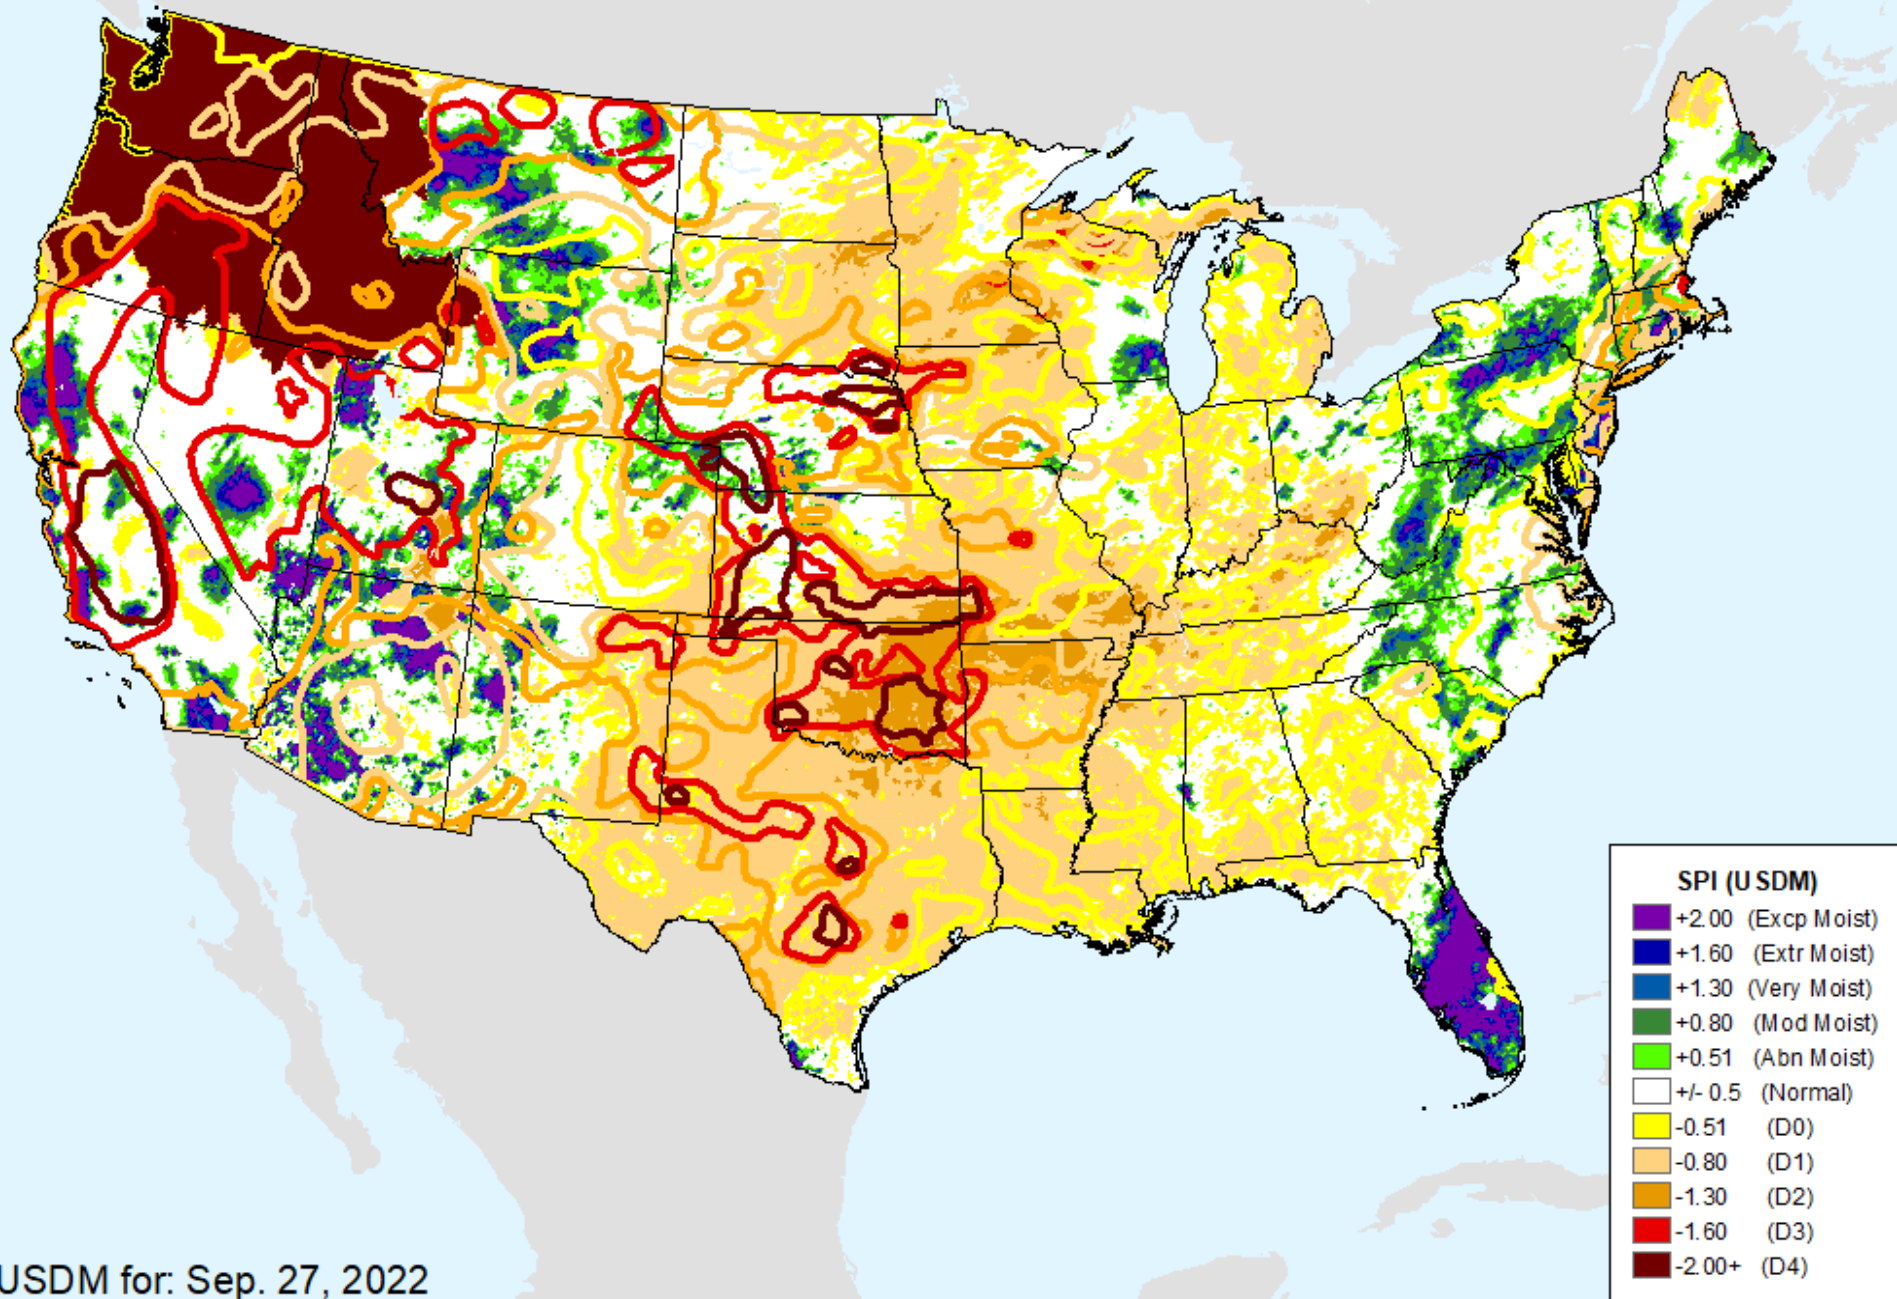 SPI (USDM)
+2.00 (Excp Moist)
+1.60 (Extr Moist)
+1.30 (Very Moist)
+0.80 (Mod Moist)
+0.51 (Abn Moist)
+/- 0.5 (Normal)
-0.51 (D0)
-0.80 (D1)
-1.30 (D2)
-1.60 (D3)
-2.00+ (D4)
USDM for: Sep. 27, 2022